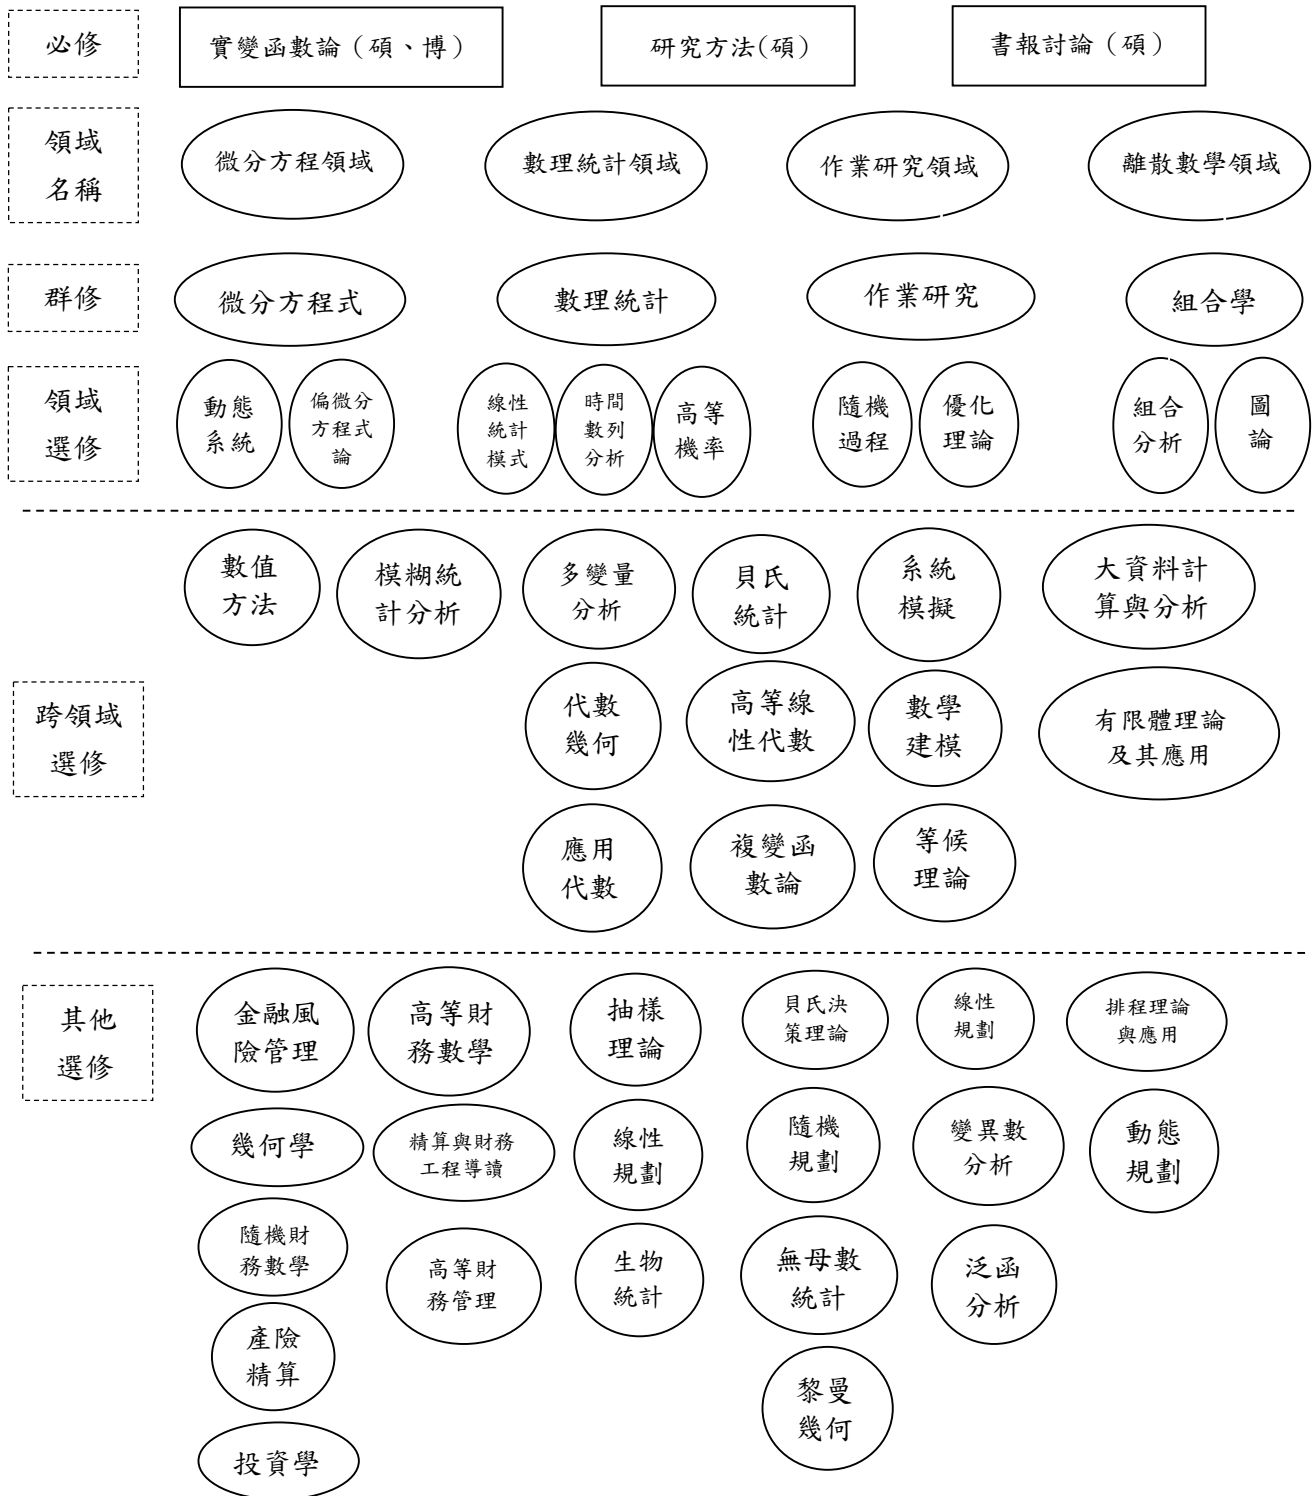 必修
實變函數論（碩、博）
研究方法(碩)
書報討論（碩）
領域
名稱
微分方程領域
數理統計領域
作業研究領域
離散數學領域
群修
微分方程式
數理統計
作業研究
組合學
領域
選修
動態
系統
偏微分
方程式
論
線性
統計
模式
時間
數列
分析
高等
機率
隨機
過程
優化
理論
組合
分析
圖
論
跨領域
選修
數值
方法
模糊統
計分析
多變量
分析
貝氏
統計
系統
模擬
大資料計
算與分析
代數
幾何
高等線
性代數
數學
建模
有限體理論
及其應用
應用
代數
複變函
數論
等候
理論
其他
選修
金融風
險管理
高等財
務數學
抽樣
理論
貝氏決
策理論
線性
規劃
排程理論
與應用
幾何學
精算與財務
工程導讀
線性
規劃
隨機
規劃
變異數
分析
動態
規劃
隨機財
務數學
高等財
務管理
生物
統計
無母數
統計
泛函
分析
產險
精算
黎曼
幾何
投資學